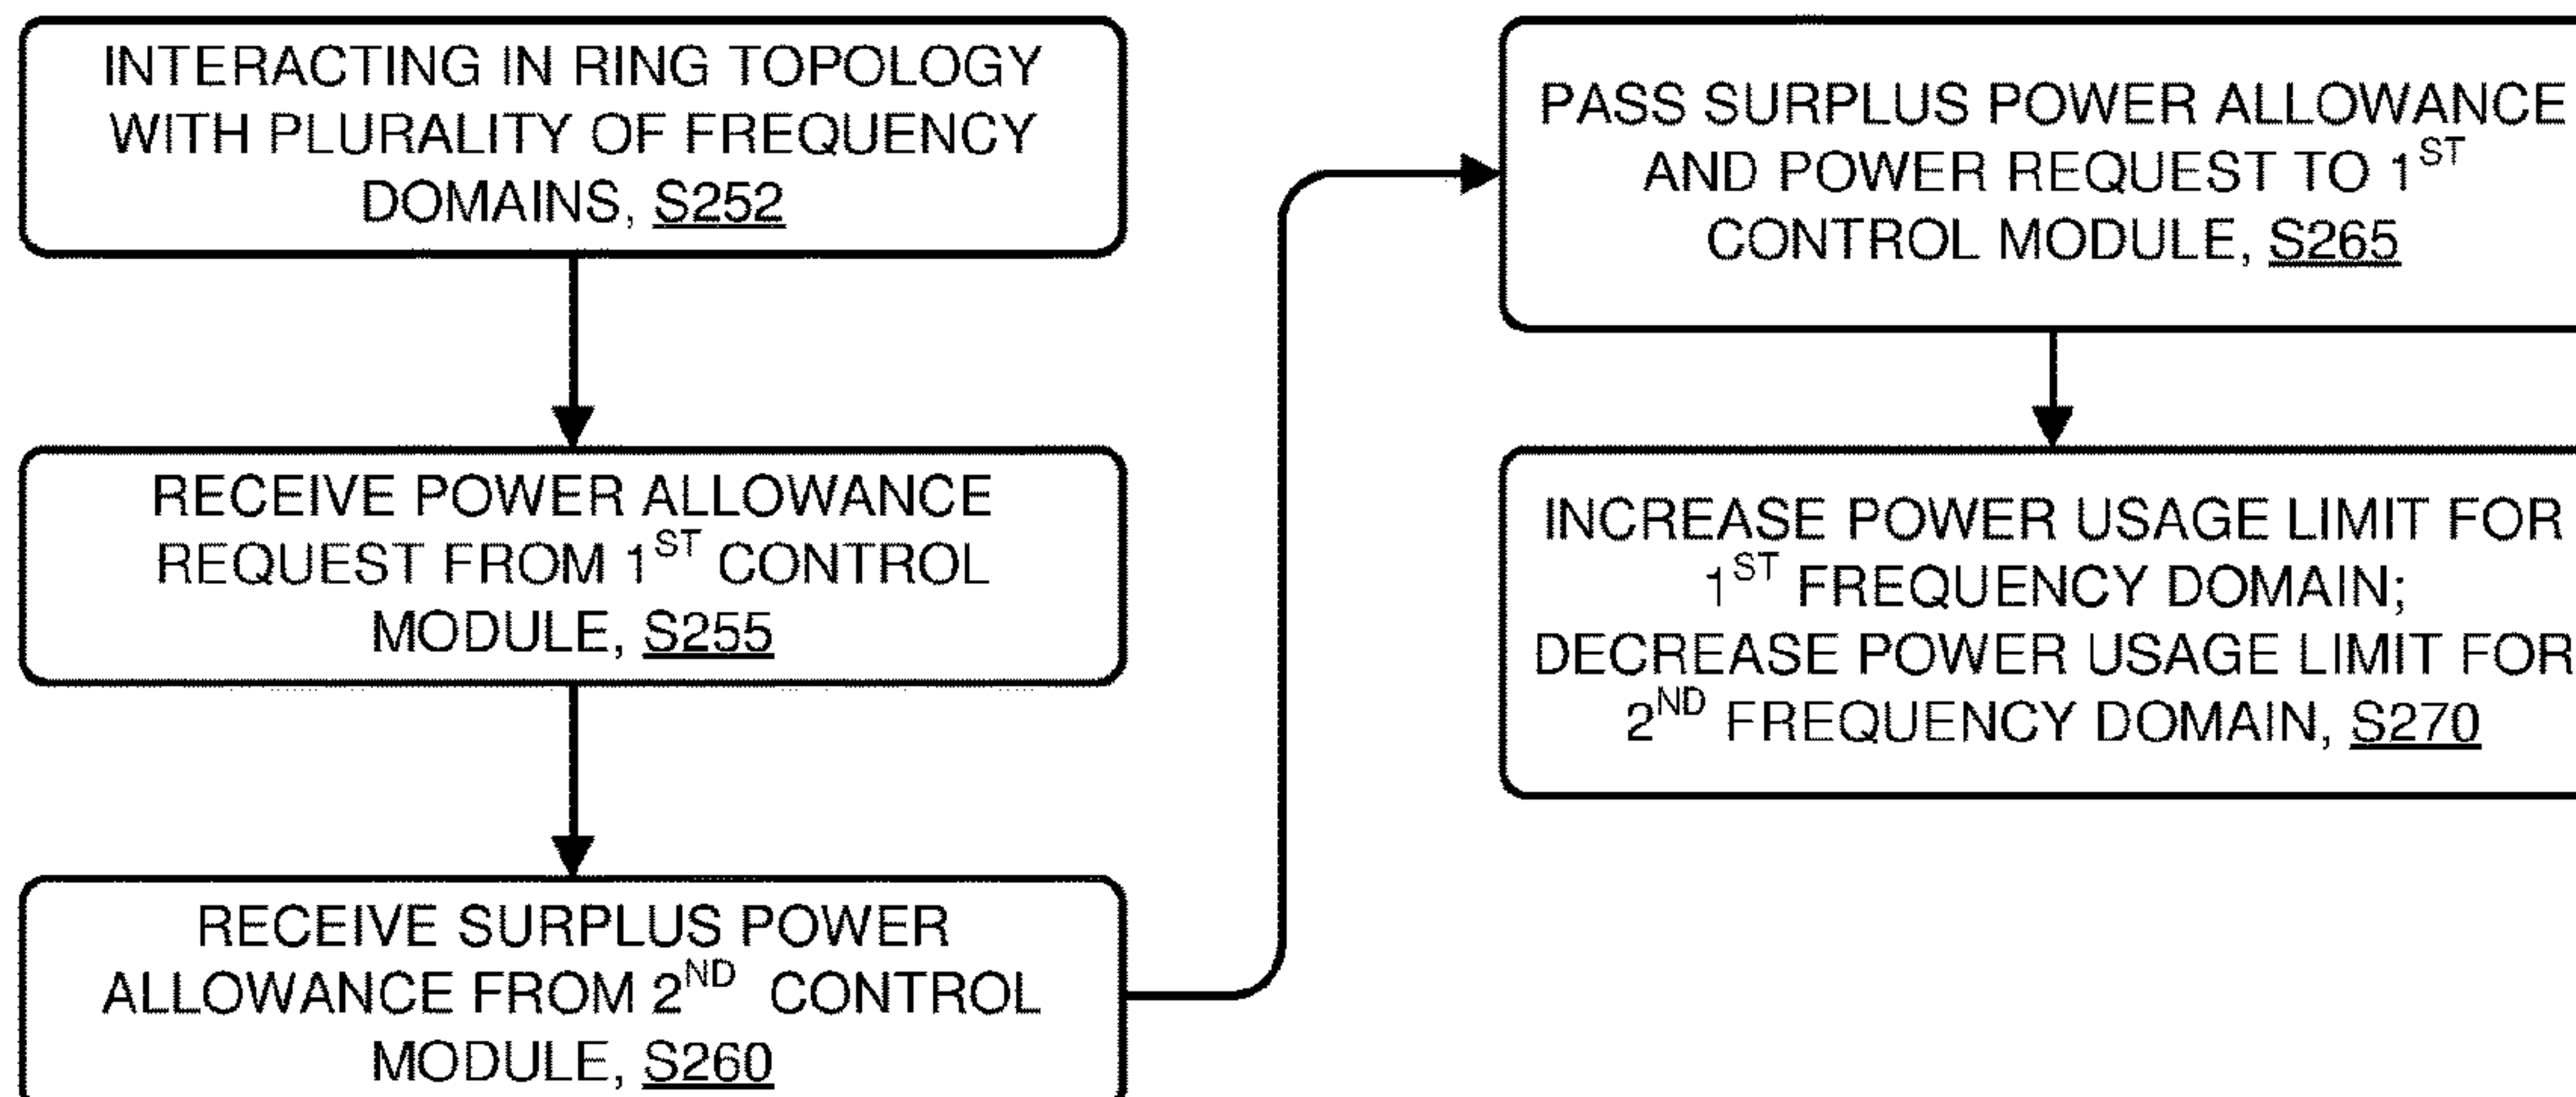 INTERACTING IN RING TOPOLOGY
WITH PLURALITY OF FREQUENCY
DOMAINS, S252
RECEIVE POWER ALLOWANCE
REQUEST FROM 1ST CONTROL
MODULE, S255
RECEIVE SURPLUS POWER
ALLOWANCE FROM 2ND CONTROL
MODULE, S260
PASS SURPLUS POWER ALLOWANCE
AND POWER REQUEST TO 1ST
CONTROL MODULE, S265
INCREASE POWER USAGE LIMIT FOR
1ST FREQUENCY DOMAIN;
DECREASE POWER USAGE LIMIT FOR
2ND FREQUENCY DOMAIN, S270